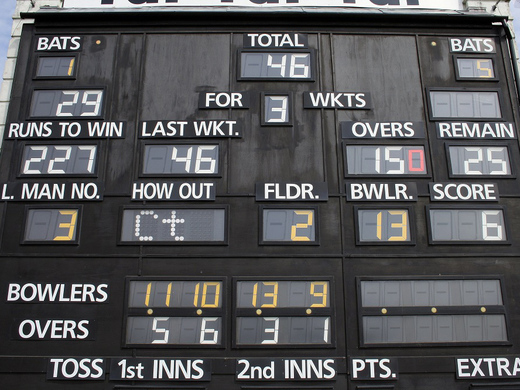 BATS TOTAL BATS
1 46 5
29 FOR 3 WKTS
RUNS TO WIN LAST WKT. OVERS REMAIN
227 46 150 25
L. MAN NO. HOW OUT FLDR. BWLR. SCORE
3 Ct 2 13 6
BOWLERS 11 10 13 9
OVERS 5 6 3 1
TOSS 1st INNS 2nd INNS PTS. EXTRA